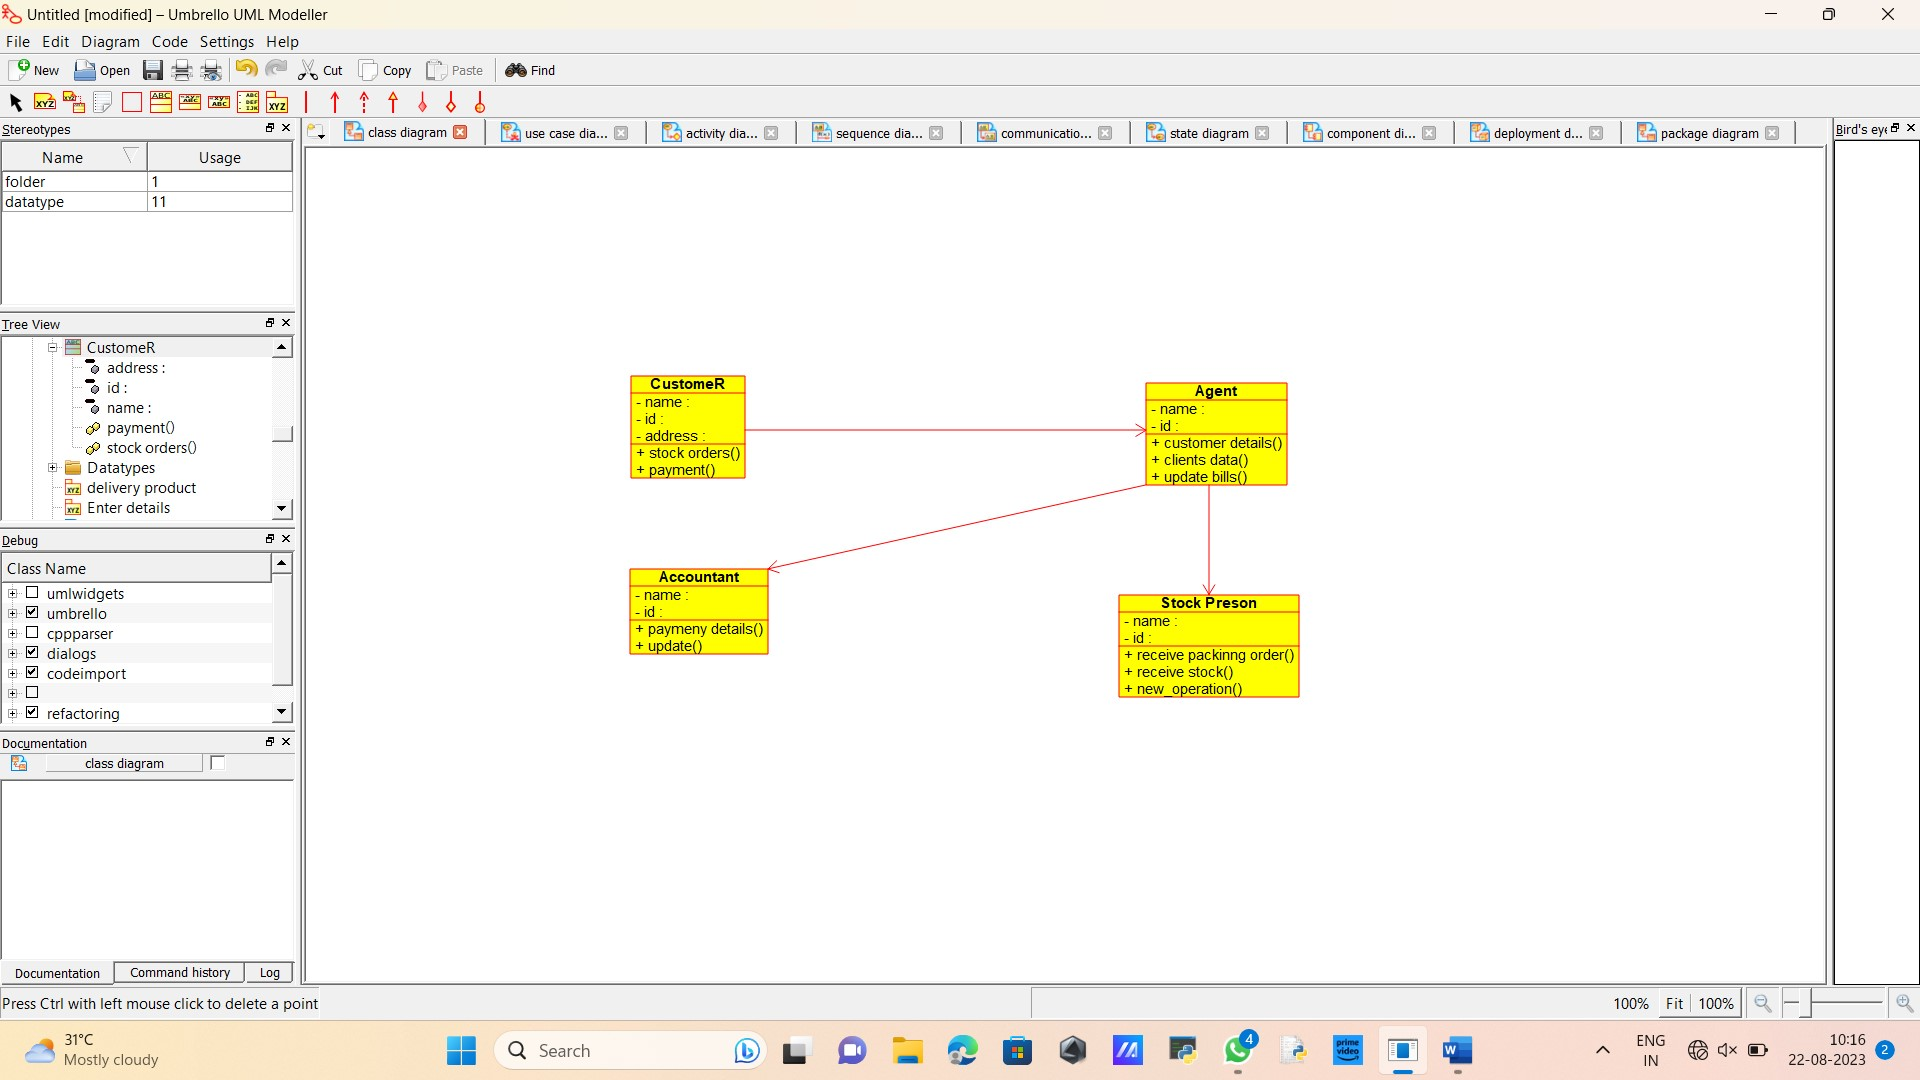 Untitled [modified] – Umbrello UML Modeller
File Edit Diagram Code Settings Help
New Open Cut Copy Paste Find
Stereotypes
Name Usage
folder 1
datatype 11
Tree View
CustomeR
address :
id :
name :
payment()
stock orders()
Datatypes
delivery product
Enter details
Debug
Class Name
umlwidgets
umbrello
cppparser
dialogs
codeimport
refactoring
Documentation
class diagram
Documentation Command history Log
class diagram use case dia... activity dia... sequence dia... communicatio... state diagram component di... deployment d... package diagram
Bird's eye
CustomeR
- name :
- id :
- address :
+ stock orders()
+ payment()
Agent
- name :
- id :
+ customer details()
+ clients data()
+ update bills()
Accountant
- name :
- id :
+ paymeny details()
+ update()
Stock Preson
- name :
- id :
+ receive packinng order()
+ receive stock()
+ new_operation()
Press Ctrl with left mouse click to delete a point
100% Fit 100%
31°C
Mostly cloudy
Search
4
prime video
ENG
IN
10:16
22-08-2023
2